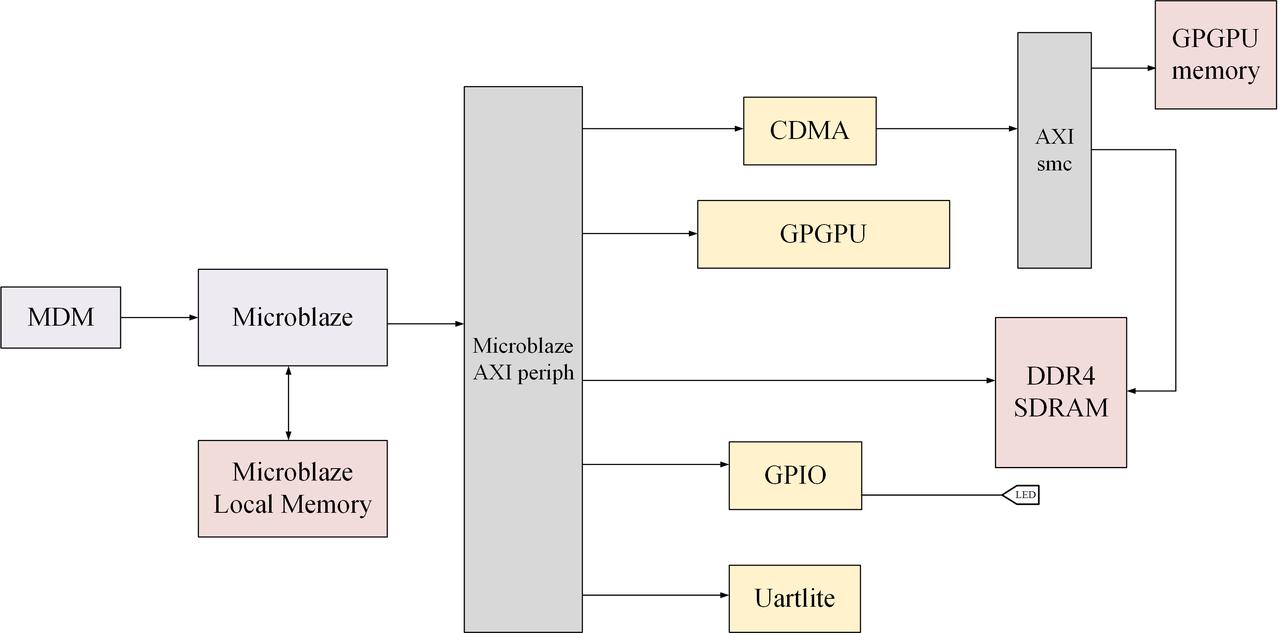 GPGPU
memory
CDMA
AXI
smc
GPGPU
MDM
Microblaze
Microblaze
AXI periph
DDR4
SDRAM
Microblaze
Local Memory
GPIO
LED
Uartlite